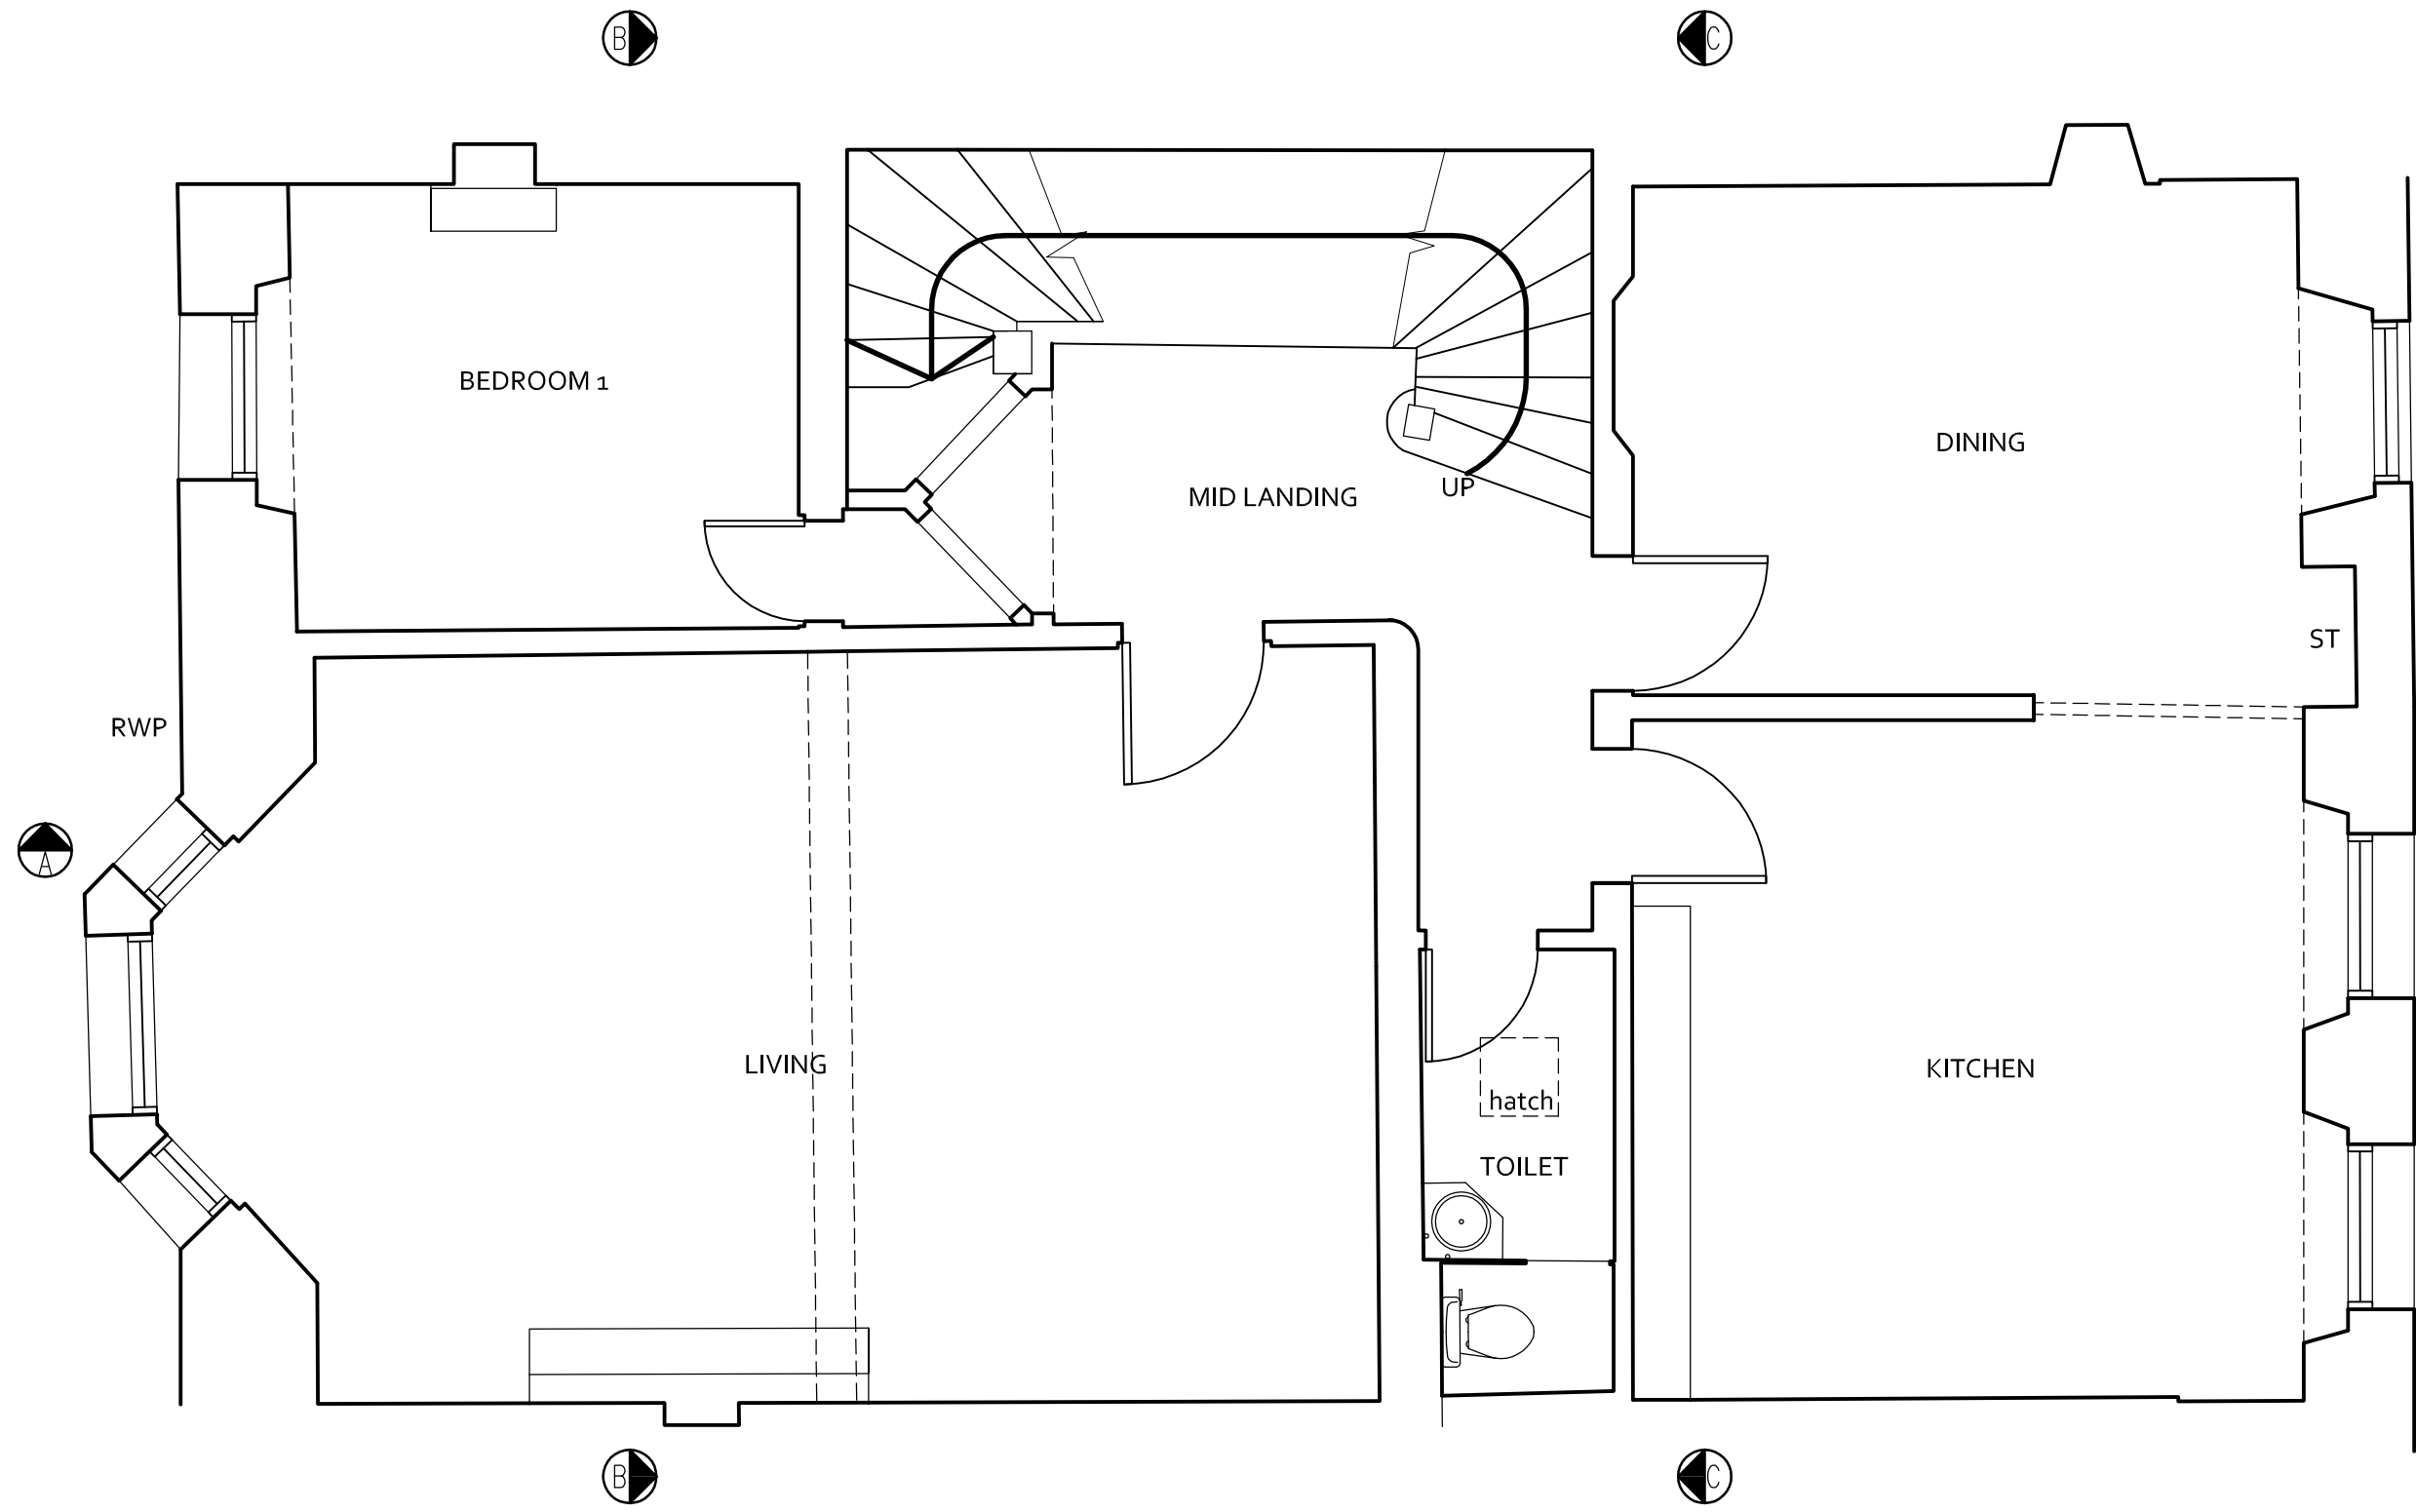 B
C
BEDROOM 1
DINING
MID LANDING
UP
ST
RWP
A
LIVING
KITCHEN
hatch
TOILET
B
C